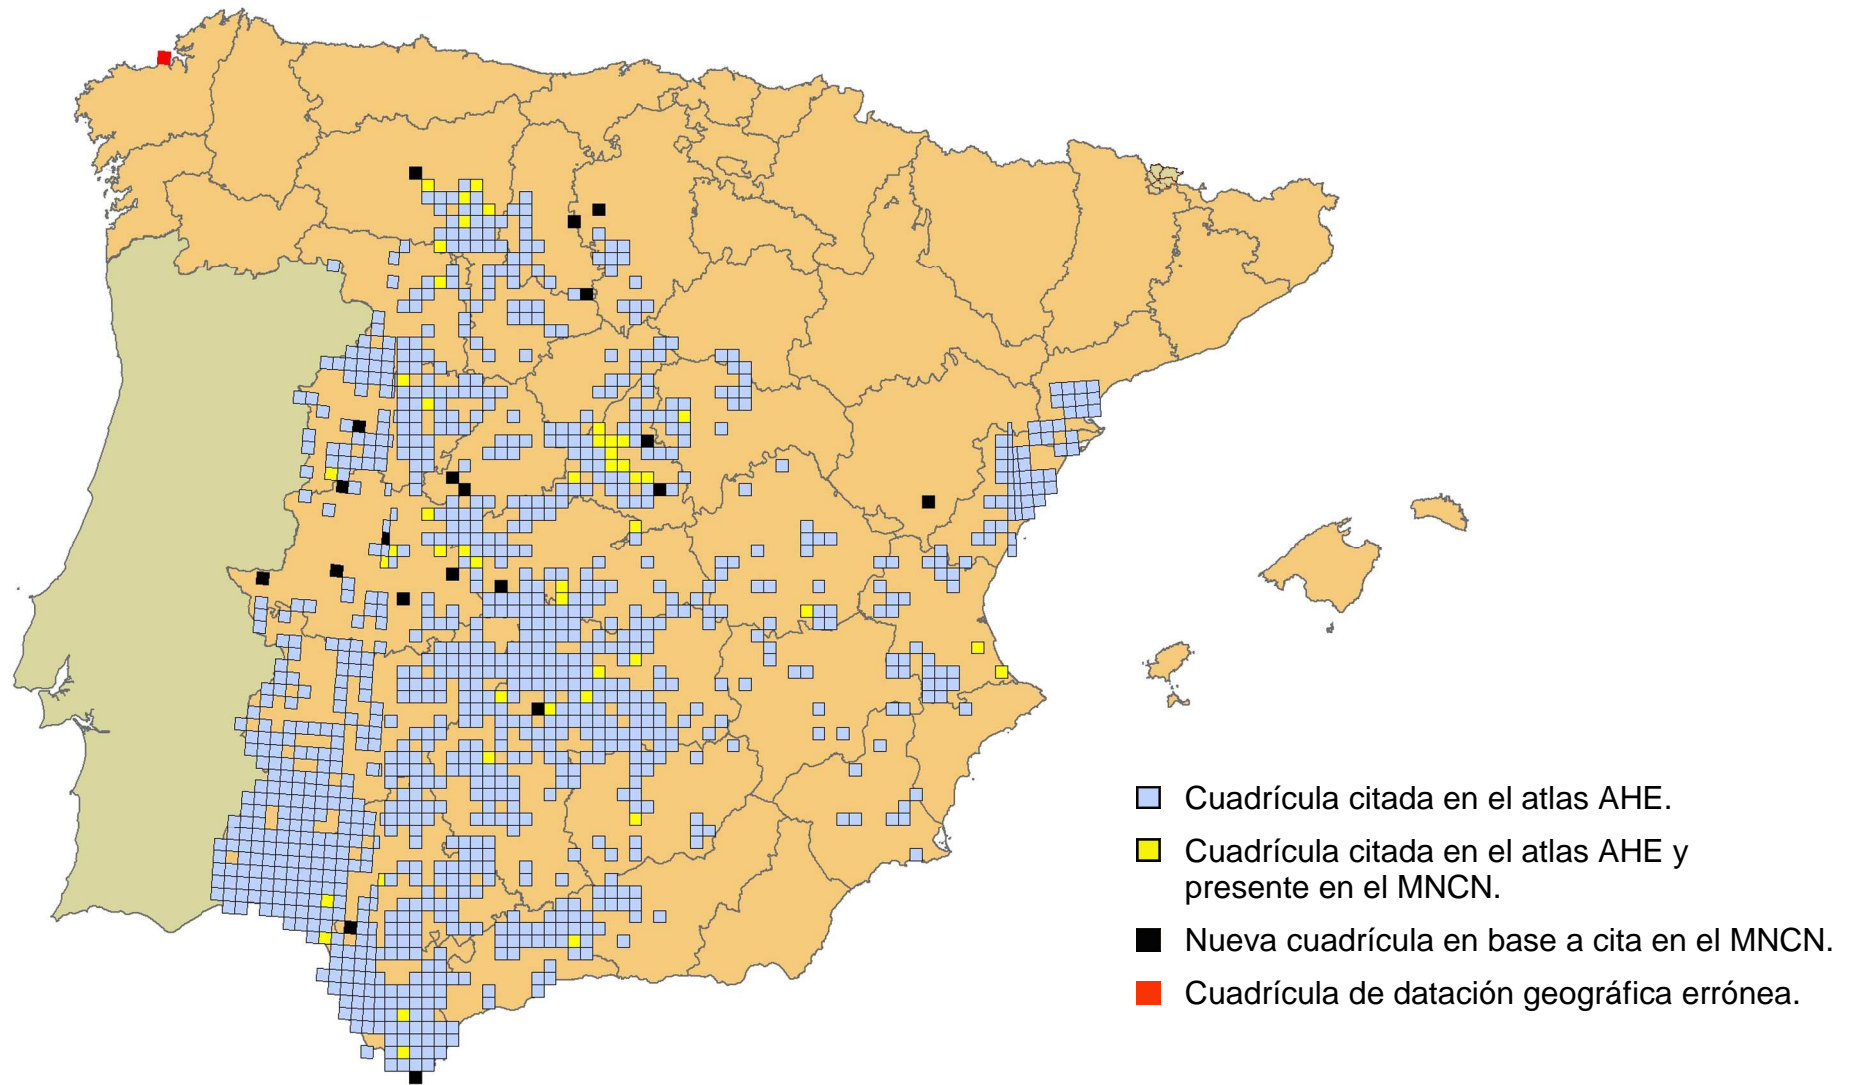 Cuadrícula citada en el atlas AHE.
Cuadrícula citada en el atlas AHE y
presente en el MNCN.
Nueva cuadrícula en base a cita en el MNCN.
Cuadrícula de datación geográfica errónea.